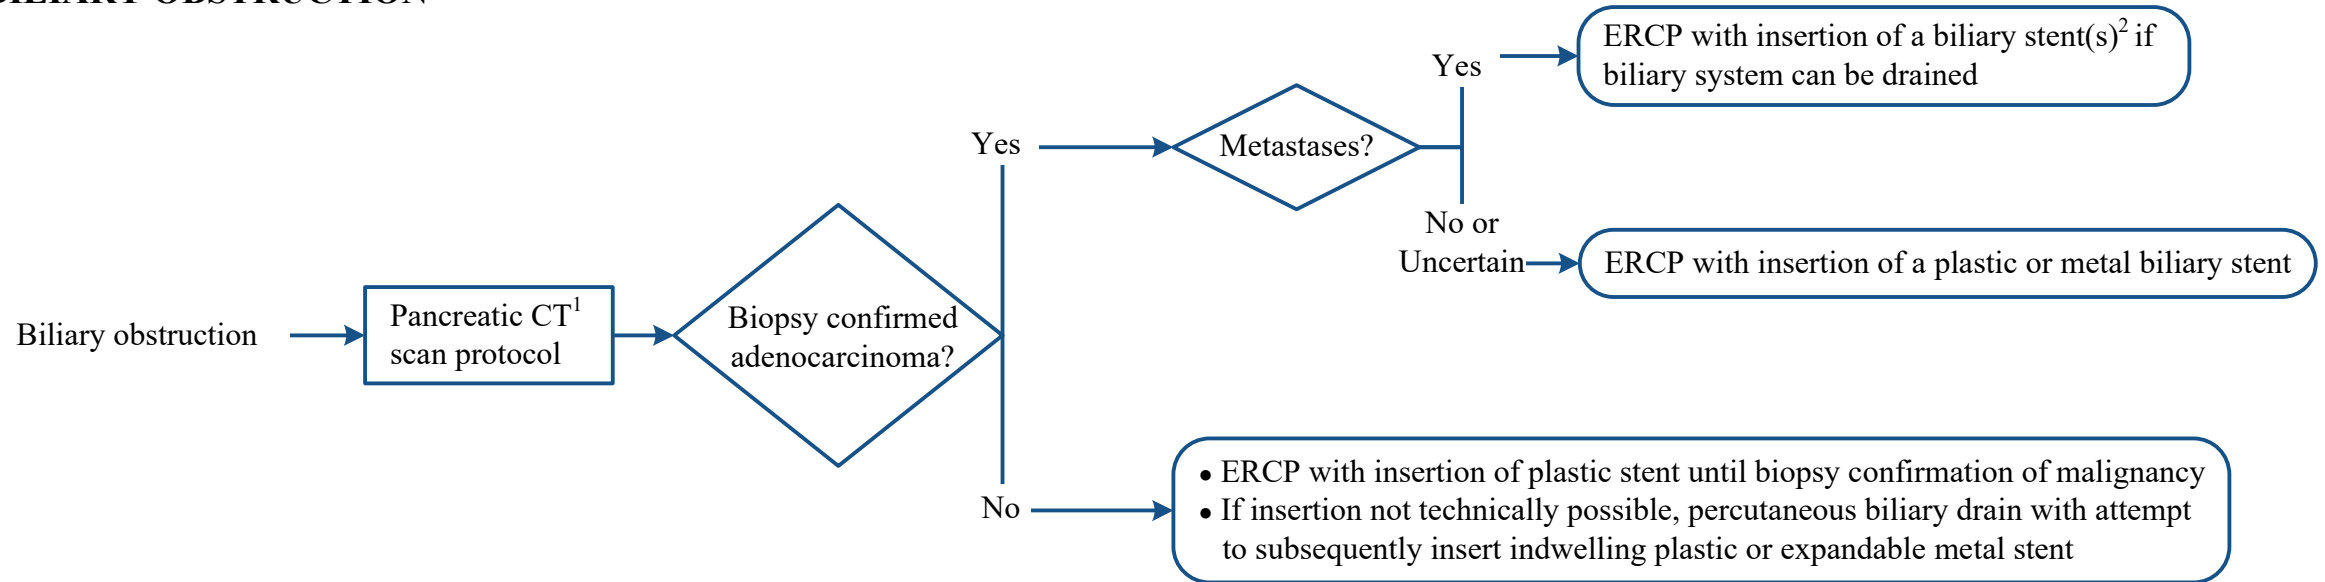 BILIARY OBSTRUCTION
Biliary obstruction
Pancreatic CT1
scan protocol
Biopsy confirmed
adenocarcinoma?
Yes
Metastases?
Yes
ERCP with insertion of a biliary stent(s)2 if
biliary system can be drained
No or
Uncertain
ERCP with insertion of a plastic or metal biliary stent
No
• ERCP with insertion of plastic stent until biopsy confirmation of malignancy
• If insertion not technically possible, percutaneous biliary drain with attempt
to subsequently insert indwelling plastic or expandable metal stent